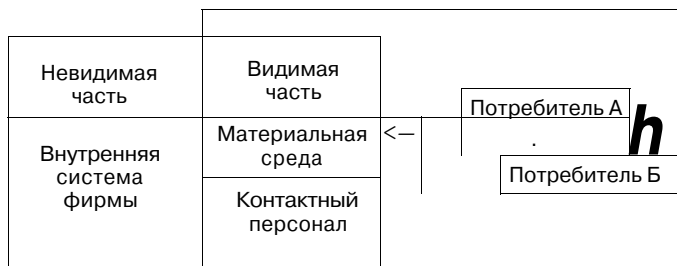 Невидимая
часть
Видимая
часть
Внутренняя
система
фирмы
Материальная
среда
Контактный
персонал
<–
Потребитель А
.
h
Потребитель Б